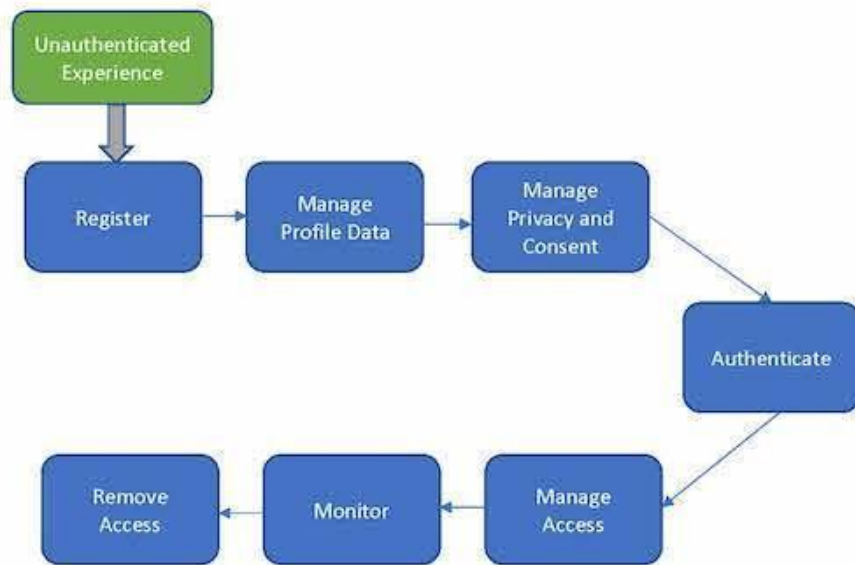 Unauthenticated
Experience
Register
Manage
Profile Data
Manage
Privacy and
Consent
Authenticate
Manage
Access
Monitor
Remove
Access